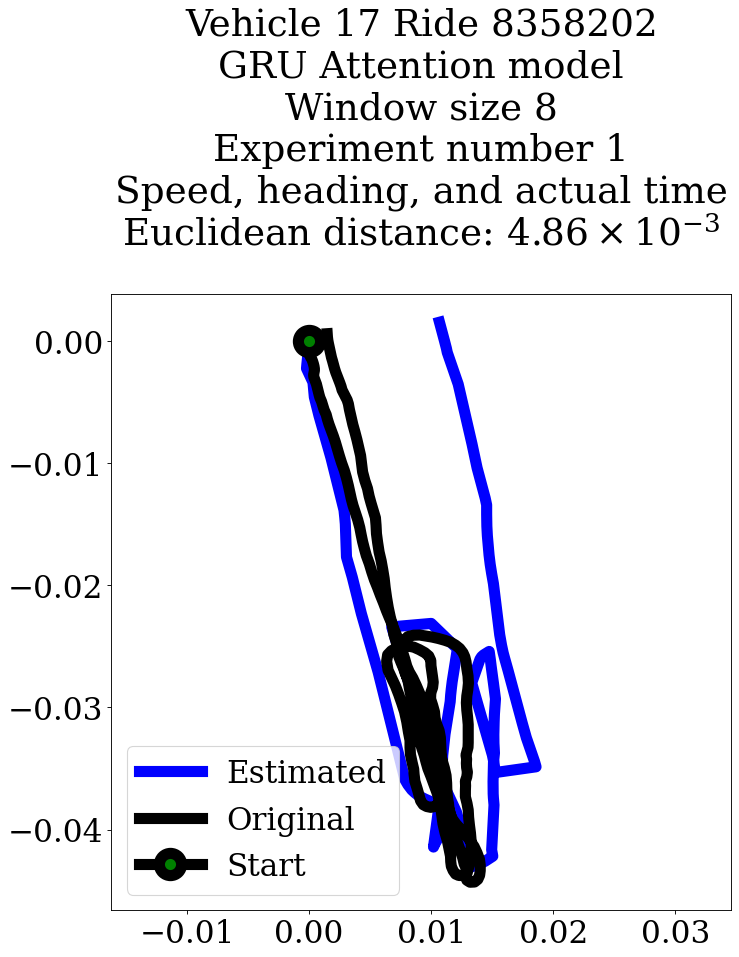 Vehicle 17 Ride 8358202
GRU Attention model
Window size 8
Experiment number 1
Speed, heading, and actual time
Euclidean distance: 4.86 × 10⁻³
0.00
−0.01
−0.02
−0.03
−0.04
Estimated
Original
Start
−0.01 0.00 0.01 0.02 0.03